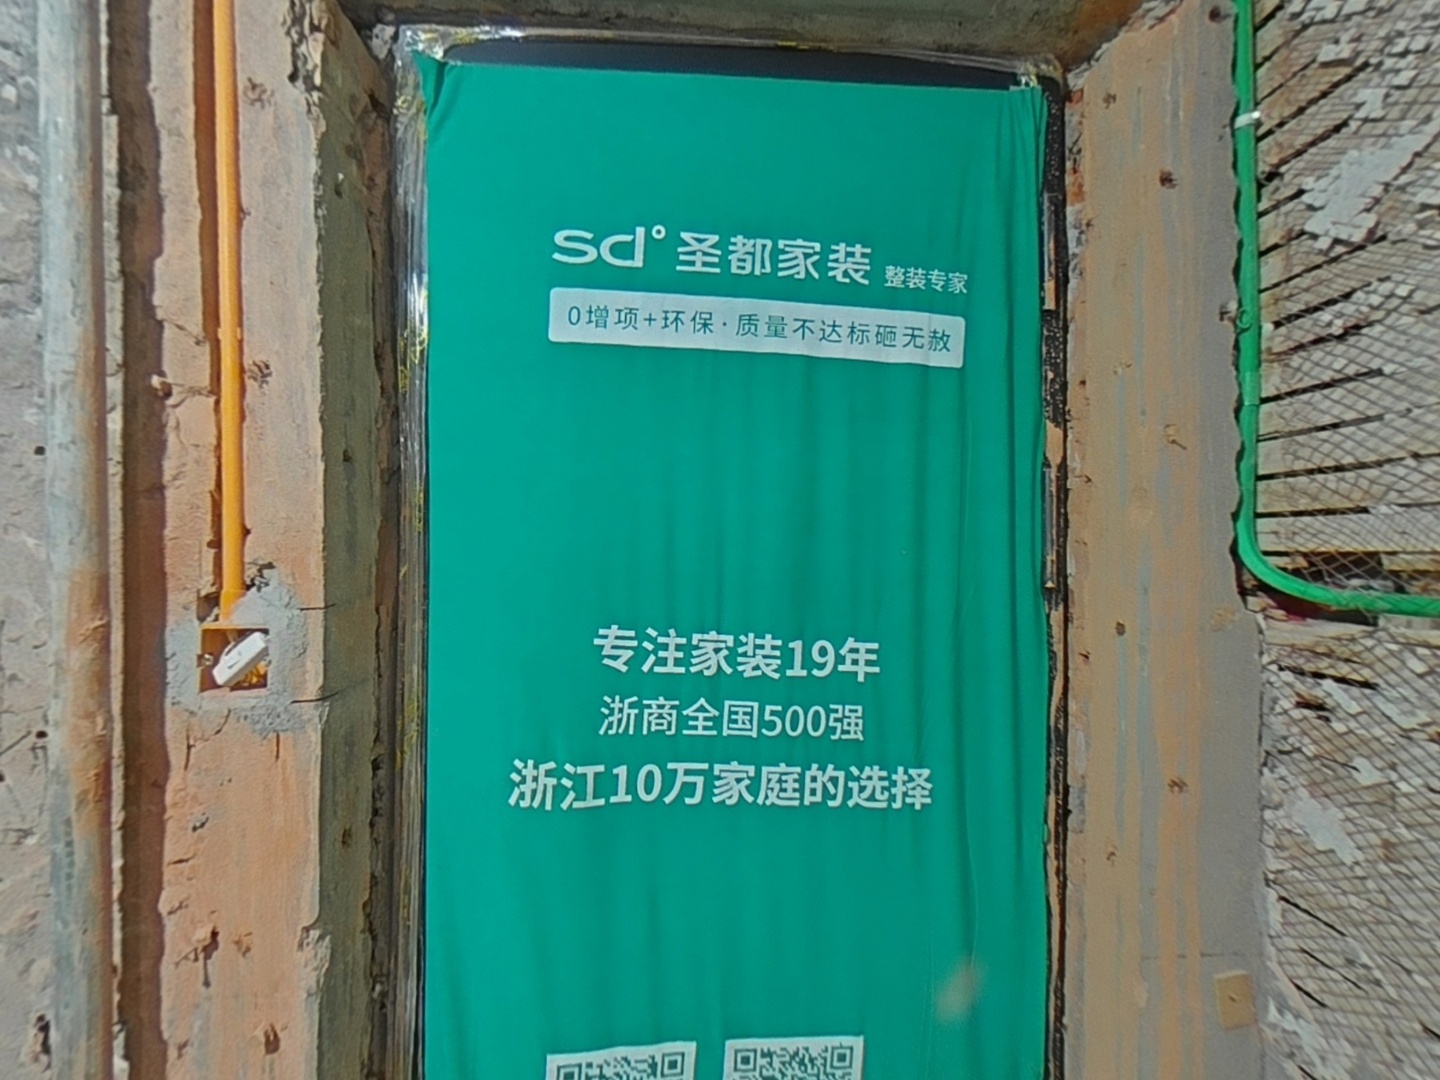 sd°圣都家装 整装专家
0增项+环保·质量不达标砸无赦
专注家装19年
浙商全国500强
浙江10万家庭的选择